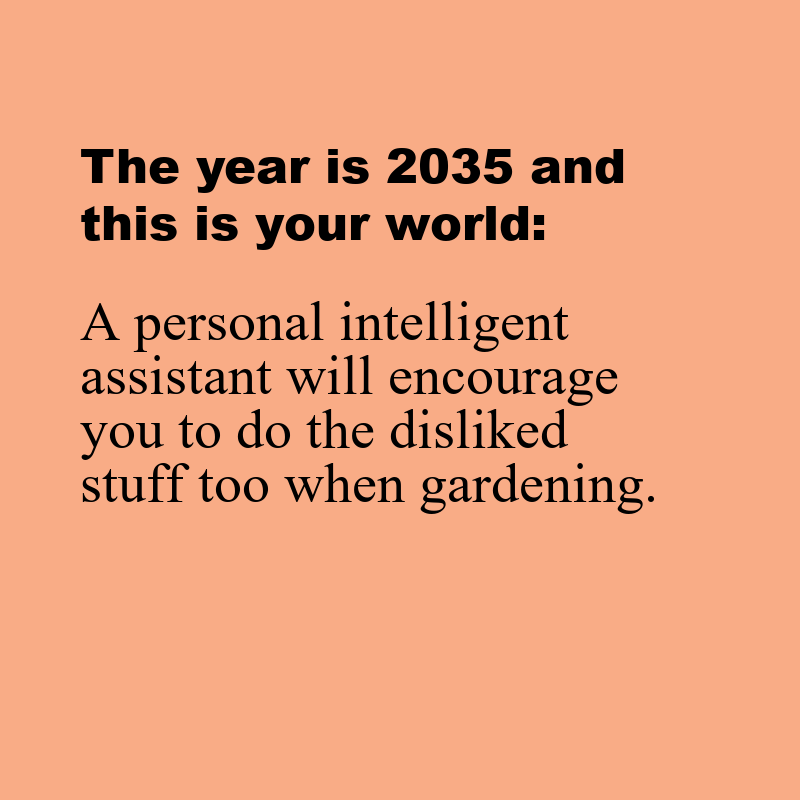 The year is 2035 and
this is your world:
A personal intelligent
assistant will encourage
you to do the disliked
stuff too when gardening.